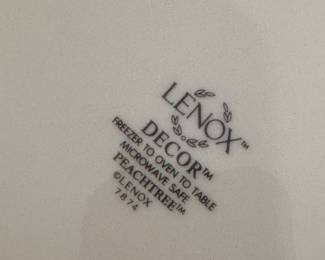 LENOX™
DECOR™
FREEZER TO OVEN TO TABLE
MICROWAVE SAFE
PEACHTREE™
©LENOX
7874